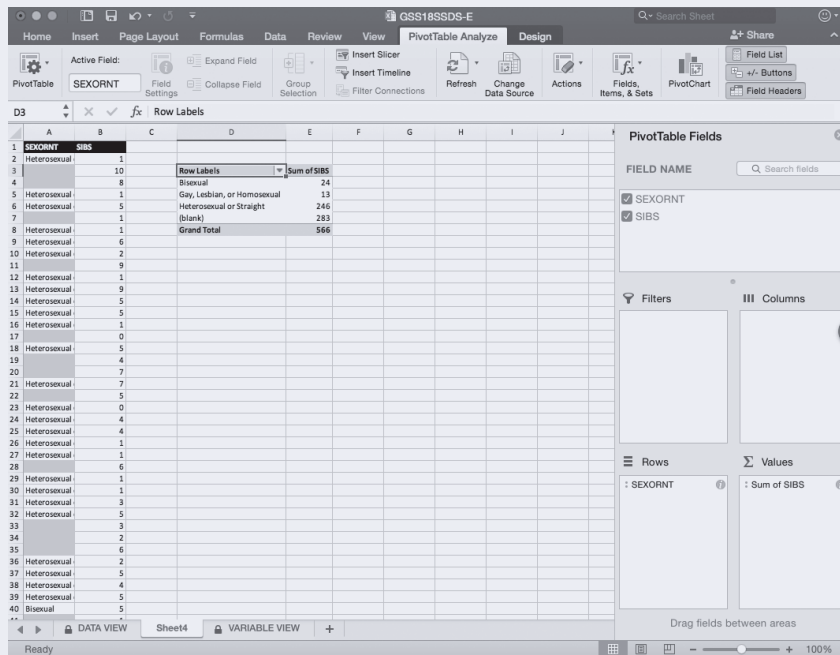 GSS18SSDS-E
Search Sheet
Home Insert Page Layout Formulas Data Review View PivotTable Analyze Design Share
PivotTable
Active Field:
SEXORNT
Field Settings
Expand Field
Collapse Field
Group Selection
Insert Slicer
Insert Timeline
Filter Connections
Refresh
Change Data Source
Actions
Fields, Items, & Sets
PivotChart
Field List
+/- Buttons
Field Headers
D3 fx Row Labels
A B C D E F G H I J
1 SEXORNT SIBS
2 Heterosexual 1
3 10 Row Labels Sum of SIBS
4 8 Bisexual 24
5 Heterosexual 1 Gay, Lesbian, or Homosexual 13
6 Heterosexual 5 Heterosexual or Straight 246
7 1 (blank) 283
8 Heterosexual 1 Grand Total 566
9 Heterosexual 6
10 Heterosexual 2
11 9
12 Heterosexual 1
13 Heterosexual 9
14 Heterosexual 5
15 Heterosexual 5
16 Heterosexual 1
17 0
18 Heterosexual 5
19 4
20 7
21 Heterosexual 7
22 5
23 Heterosexual 0
24 Heterosexual 4
25 Heterosexual 4
26 Heterosexual 1
27 Heterosexual 1
28 6
29 Heterosexual 1
30 Heterosexual 1
31 Heterosexual 3
32 Heterosexual 5
33 3
34 2
35 6
36 Heterosexual 2
37 Heterosexual 5
38 Heterosexual 4
39 Heterosexual 5
40 Bisexual 5
PivotTable Fields
FIELD NAME
Search fields
SEXORNT
SIBS
Filters
Columns
Rows
Values
SEXORNT
Sum of SIBS
Drag fields between areas
DATA VIEW Sheet4 VARIABLE VIEW +
Ready
- + 100%